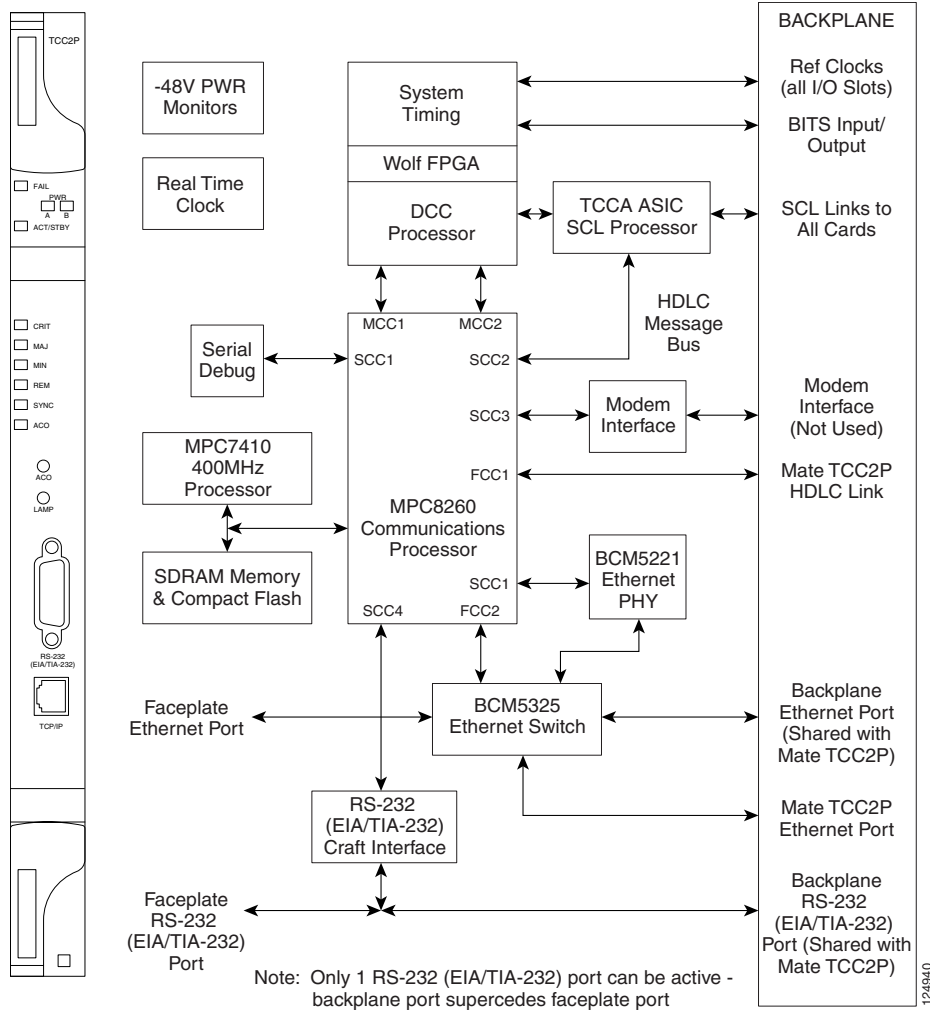 TCC2P
FAIL
PWR
A B
ACT/STBY
CRIT
MAJ
MIN
REM
SYNC
ACO
ACO
LAMP
RS-232
(EIA/TIA-232)
TCP/IP
-48V PWR
Monitors
Real Time
Clock
System
Timing
Wolf FPGA
DCC
Processor
TCCA ASIC
SCL Processor
HDLC
Message
Bus
Serial
Debug
MCC1
MCC2
SCC1
SCC2
SCC3
FCC1
MPC8260
Communications
Processor
SCC1
SCC4
FCC2
Modem
Interface
MPC7410
400MHz
Processor
SDRAM Memory
& Compact Flash
BCM5221
Ethernet
PHY
Faceplate
Ethernet Port
BCM5325
Ethernet Switch
RS-232
(EIA/TIA-232)
Craft Interface
Faceplate
RS-232
(EIA/TIA-232)
Port
BACKPLANE
Ref Clocks
(all I/O Slots)
BITS Input/
Output
SCL Links to
All Cards
Modem
Interface
(Not Used)
Mate TCC2P
HDLC Link
Backplane
Ethernet Port
(Shared with
Mate TCC2P)
Mate TCC2P
Ethernet Port
Backplane
RS-232
(EIA/TIA-232)
Port (Shared with
Mate TCC2P)
Note: Only 1 RS-232 (EIA/TIA-232) port can be active -
backplane port supercedes faceplate port
124940